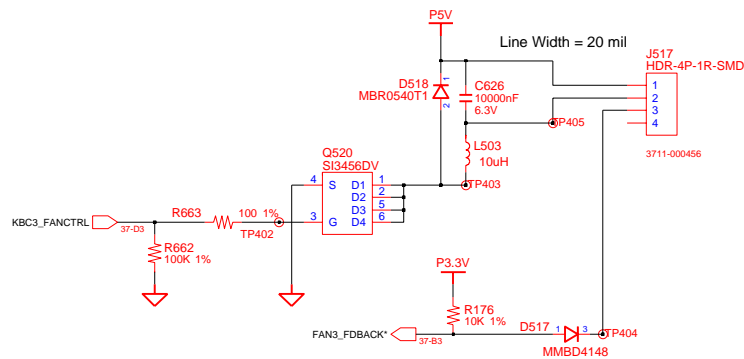 P5V
Line Width = 20 mil
J517
HDR-4P-1R-SMD
D518
MBR0540T1
1
2
C626
10000nF
6.3V
1
2
3
4
TP405
3711-000456
L503
10uH
TP403
Q520
SI3456DV
4
S
D1
1
D2
2
D3
5
3
G
D4
6
KBC3_FANCTRL
37-D3
R663
100 1%
TP402
R662
100K 1%
P3.3V
R176
10K 1%
FAN3_FDBACK*
37-B3
D517
1
3
TP404
MMBD4148